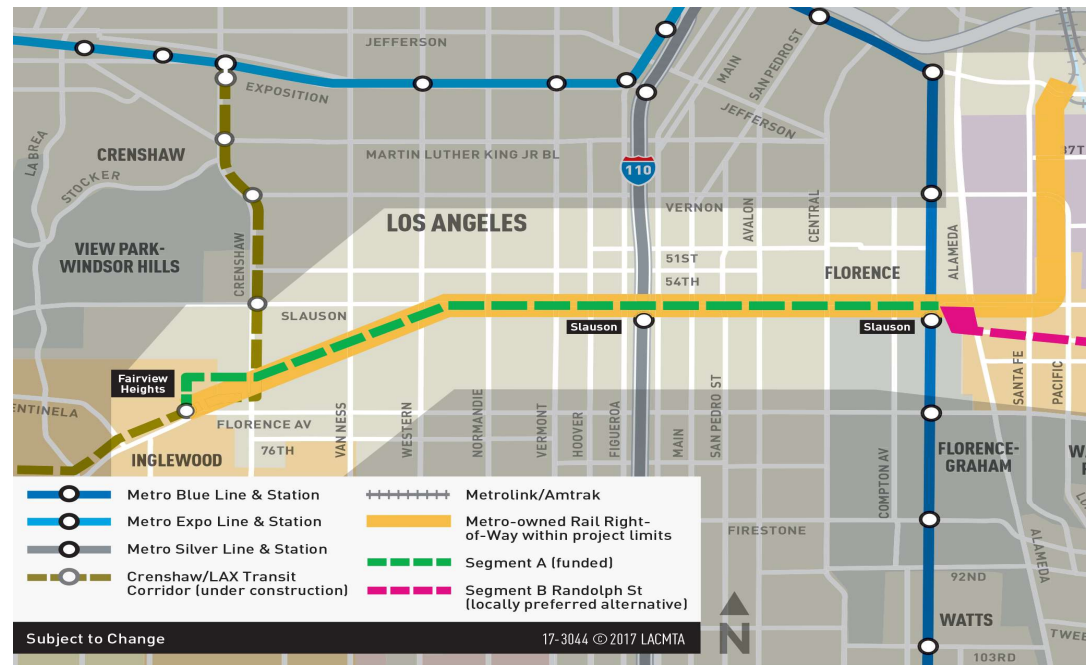 JEFFERSON
MAIN
SAN PEDRO ST
EXPOSITION
JEFFERSON
LA BREA
CRENSHAW
MARTIN LUTHER KING JR BL
37T
STOCKER
110
VERNON
LOS ANGELES
AVALON
CENTRAL
ALAMEDA
VIEW PARK-
WINDSOR HILLS
CRENSHAW
51ST
54TH
FLORENCE
SLAUSON
Slauson
Slauson
Fairview
Heights
SANTA FE
PACIFIC
ENTINELA
FLORENCE AV
VAN NESS
WESTERN
NORMANDIE
VERMONT
HOOVER
FIGUEROA
MAIN
SAN PEDRO ST
INGLEWOOD
76TH
COMPTON AV
FLORENCE-
GRAHAM
Metro Blue Line & Station
Metro Expo Line & Station
Metro Silver Line & Station
Crenshaw/LAX Transit
Corridor (under construction)
Metrolink/Amtrak
Metro-owned Rail Right-
of-Way within project limits
Segment A (funded)
Segment B Randolph St
(locally preferred alternative)
FIRESTONE
ALAMEDA
92ND
N
WATTS
TWEE
103RD
Subject to Change
17-3044 © 2017 LACMTA